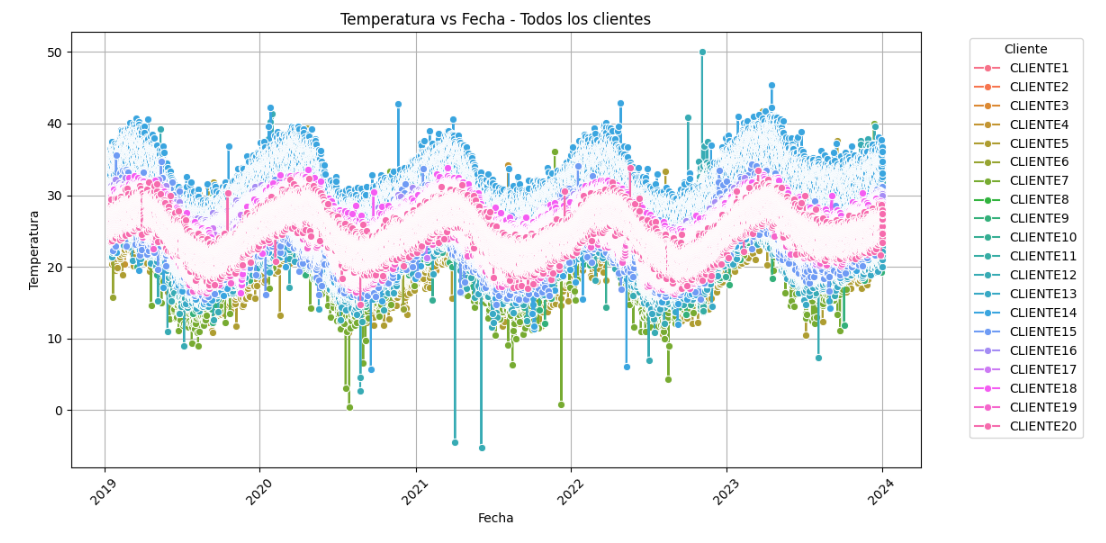 Temperatura vs Fecha - Todos los clientes
Temperatura
50
40
30
20
10
0
2019
2020
2021
2022
2023
2024
Fecha
Cliente
CLIENTE1
CLIENTE2
CLIENTE3
CLIENTE4
CLIENTE5
CLIENTE6
CLIENTE7
CLIENTE8
CLIENTE9
CLIENTE10
CLIENTE11
CLIENTE12
CLIENTE13
CLIENTE14
CLIENTE15
CLIENTE16
CLIENTE17
CLIENTE18
CLIENTE19
CLIENTE20